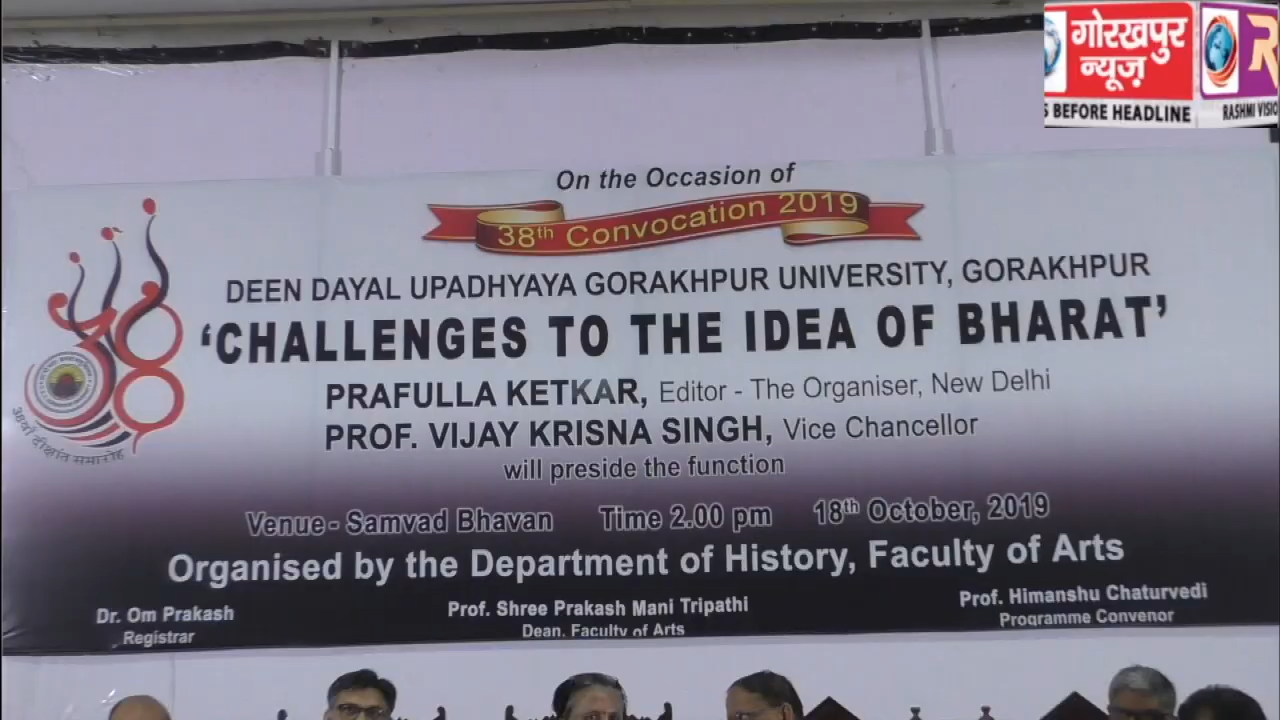 गोरखपुर
न्यूज़
S BEFORE HEADLINE
R
RASHMI VISIO
On the Occasion of
38th Convocation 2019
DEEN DAYAL UPADHYAYA GORAKHPUR UNIVERSITY, GORAKHPUR
'CHALLENGES TO THE IDEA OF BHARAT'
PRAFULLA KETKAR, Editor - The Organiser, New Delhi
PROF. VIJAY KRISNA SINGH, Vice Chancellor
will preside the function
38वाँ दीक्षांत समारोह
Venue - Samvad Bhavan Time 2.00 pm 18th October, 2019
Organised by the Department of History, Faculty of Arts
Dr. Om Prakash
Registrar
Prof. Shree Prakash Mani Tripathi
Dean, Faculty of Arts
Prof. Himanshu Chaturvedi
Programme Convenor